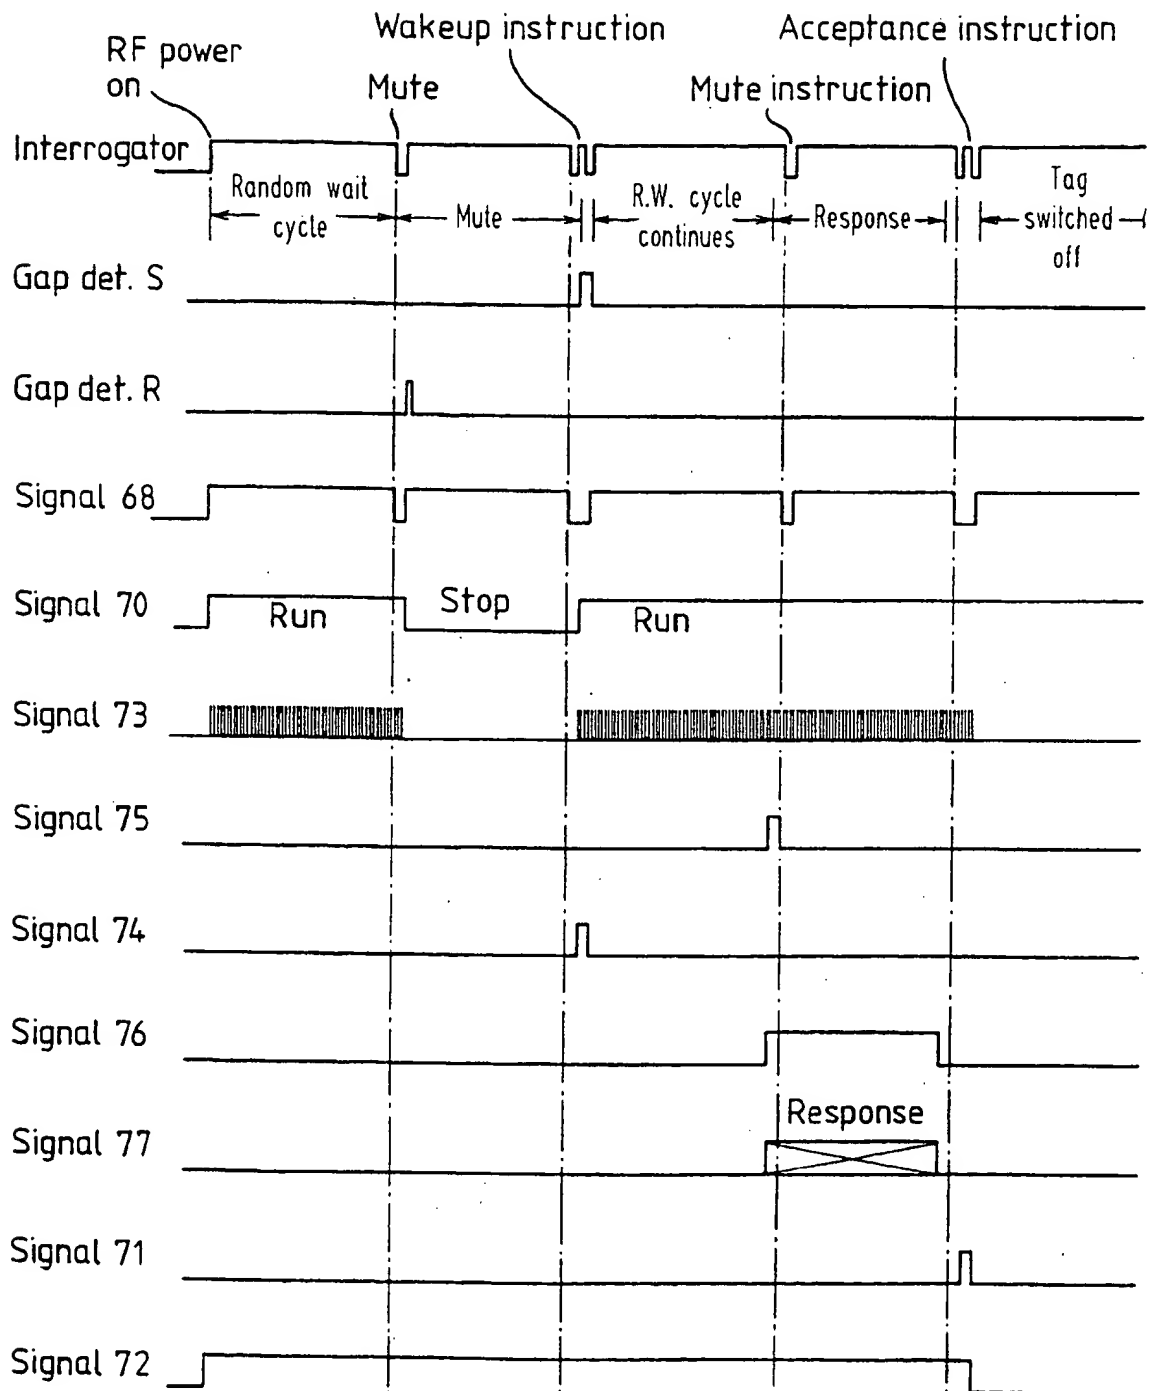 Wakeup instruction
Acceptance instruction
RF power
on
Mute
Mute instruction
Interrogator
Random wait
cycle
Mute
R.W. cycle
continues
Response
Tag
switched
off
Gap det. S
Gap det. R
Signal 68
Signal 70
Run
Stop
Run
Signal 73
Signal 75
Signal 74
Signal 76
Signal 77
Response
Signal 71
Signal 72